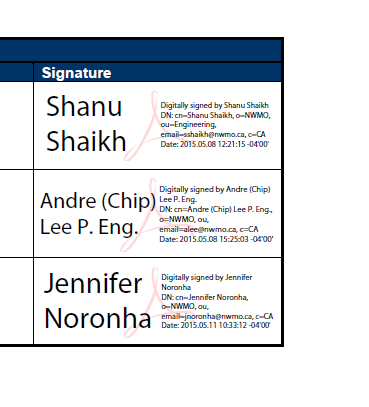 Signature
Shanu
Shaikh
Digitally signed by Shanu Shaikh
DN: cn=Shanu Shaikh, o=NWMO,
ou=Engineering,
email=sshaikh@nwmo.ca, c=CA
Date: 2015.05.08 12:21:15 -04'00'
Andre (Chip)
Lee P. Eng.
Digitally signed by Andre (Chip)
Lee P. Eng.
DN: cn=Andre (Chip) Lee P. Eng.,
o=NWMO, ou,
email=alee@nwmo.ca, c=CA
Date: 2015.05.08 15:25:03 -04'00'
Jennifer
Noronha
Digitally signed by Jennifer
Noronha
DN: cn=Jennifer Noronha,
o=NWMO, ou,
email=jnoronha@nwmo.ca, c=CA
Date: 2015.05.11 10:33:12 -04'00'